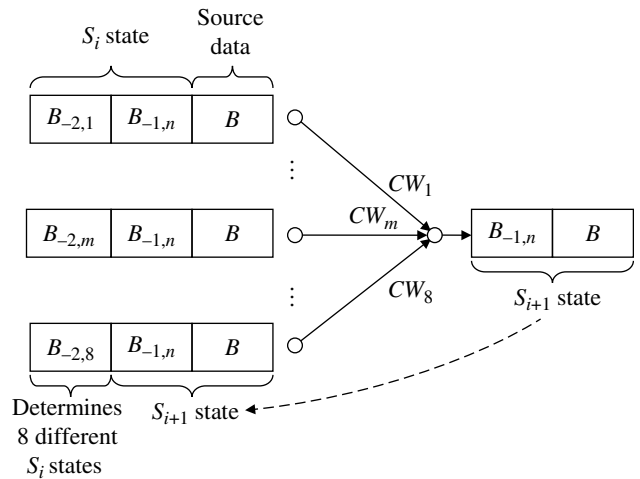 Source
data
S_i state
B_{-2,1} B_{-1,n} B
⋮
CW_1
CW_m
B_{-2,m} B_{-1,n} B
B_{-1,n} B
⋮
CW_8
S_{i+1} state
B_{-2,8} B_{-1,n} B
Determines
8 different
S_i states
S_{i+1} state